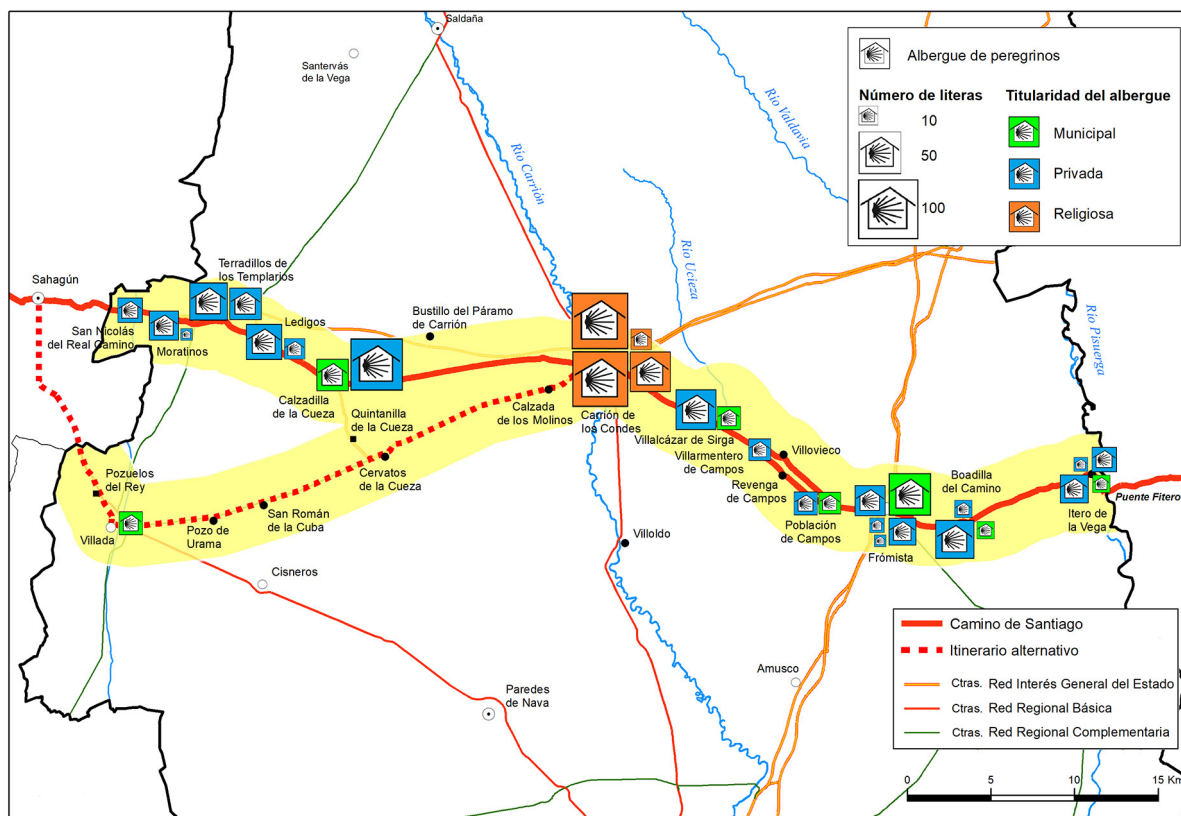 Saldaña
Santervás
de la Vega
Río Carrión
Río Valdavia
Río Ucieza
Río Pisuerga
Albergue de peregrinos
Número de literas
10
50
100
Titularidad del albergue
Municipal
Privada
Religiosa
Sahagún
Terradillos de
los Templarios
San Nicolás
del Real Camino
Moratinos
Ledigos
Bustillo del Páramo
de Carrión
Calzadilla
de la Cueza
Quintanilla
de la Cueza
Calzada
de los Molinos
Carrión de
los Condes
Cervatos
de la Cueza
Villalcázar de Sirga
Villarmentero
de Campos
Villovieco
Revenga
de Campos
Población
de Campos
Frómista
Boadilla
del Camino
Itero de
la Vega
Puente Fitero
Pozuelos
del Rey
Villada
Pozo de
Urama
San Román
de la Cuba
Cisneros
Villoldo
Paredes
de Nava
Amusco
Camino de Santiago
Itinerario alternativo
Ctras. Red Interés General del Estado
Ctras. Red Regional Básica
Ctras. Red Regional Complementaria
0 5 10 15 Km